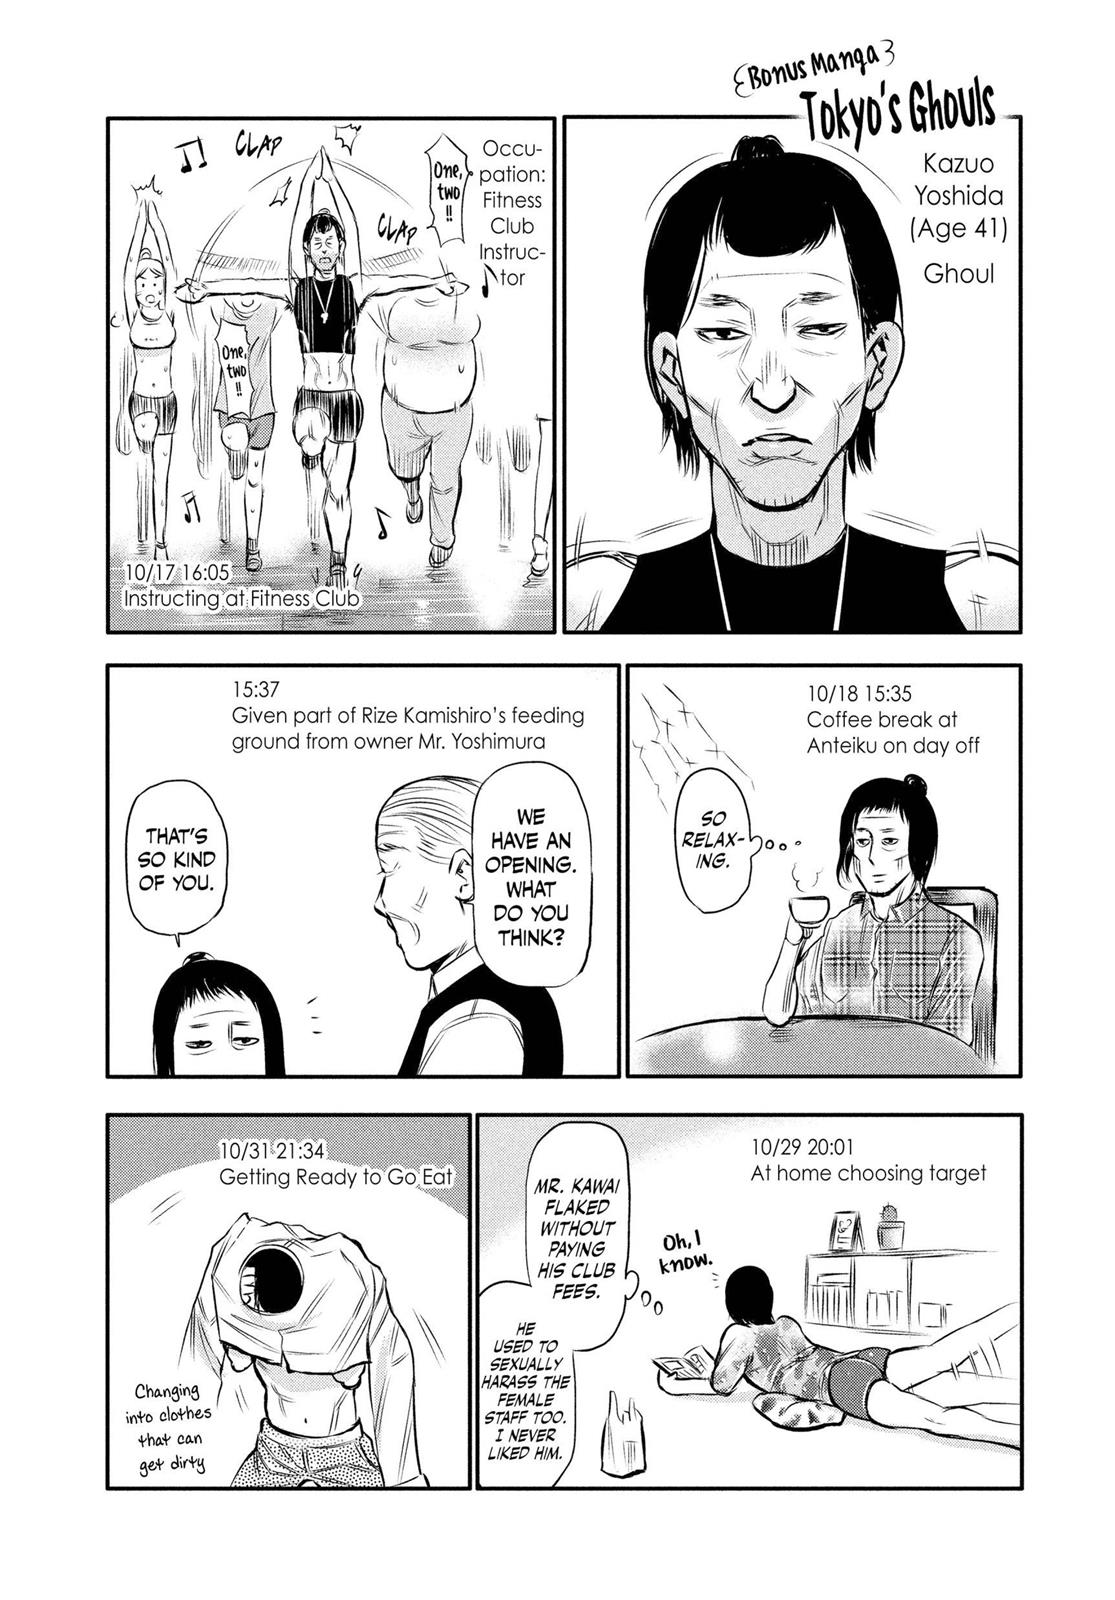 Bonus Manga
Tokyo's Ghouls
Kazuo
Yoshida
(Age 41)
Ghoul
Occu-
pation:
Fitness
Club
Instruc-
tor
One,
two!!
CLAP
CLAP
One,
two!!
10/17 16:05
Instructing at Fitness Club
10/18 15:35
Coffee break at
Anteiku on day off
SO
RELAX-
ING.
15:37
Given part of Rize Kamishiro's feeding
ground from owner Mr. Yoshimura
WE
HAVE AN
OPENING.
WHAT
DO YOU
THINK?
THAT'S
SO KIND
OF YOU.
10/29 20:01
At home choosing target
Oh, I
know.
MR. KAWAI
FLAKED
WITHOUT
PAYING
HIS CLUB
FEES.
HE
USED TO
SEXUALLY
HARASS THE
FEMALE
STAFF TOO.
I NEVER
LIKED HIM.
10/31 21:34
Getting Ready to Go Eat
Changing
into clothes
that can
get dirty